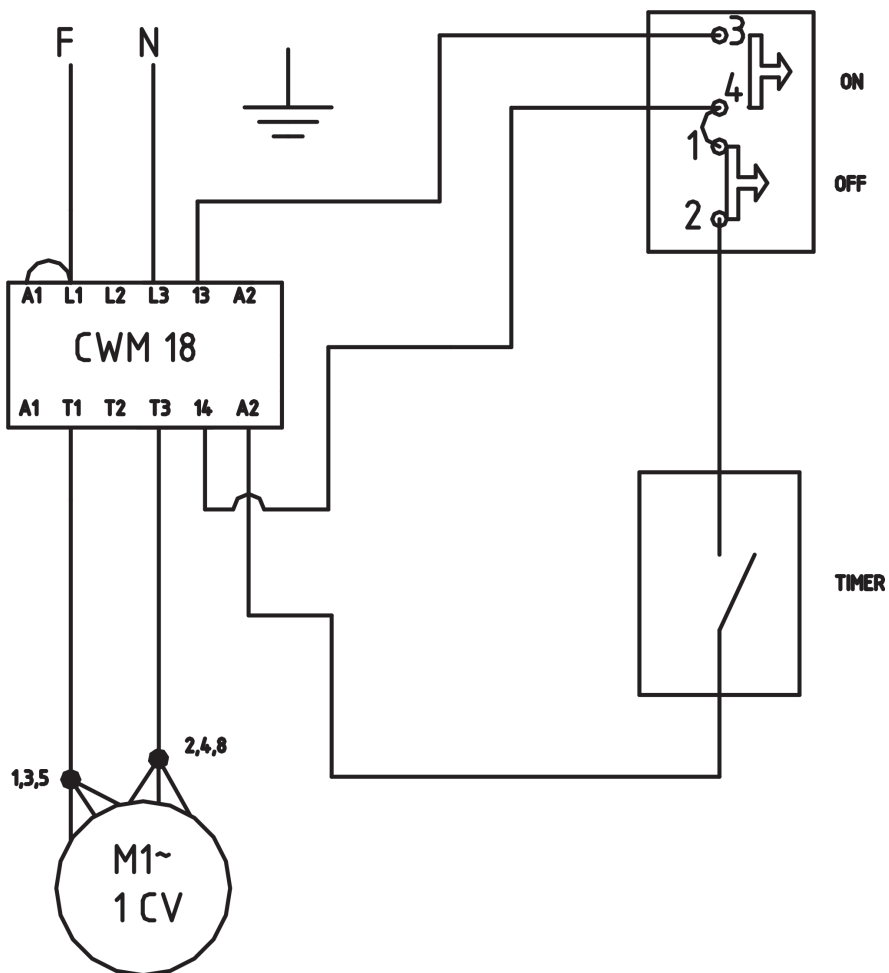 F N
3
4
ON
1
OFF
2
A1 L1 L2 L3 13 A2
CWM 18
A1 T1 T2 T3 14 A2
TIMER
2,4,8
1,3,5
M1~
1 CV